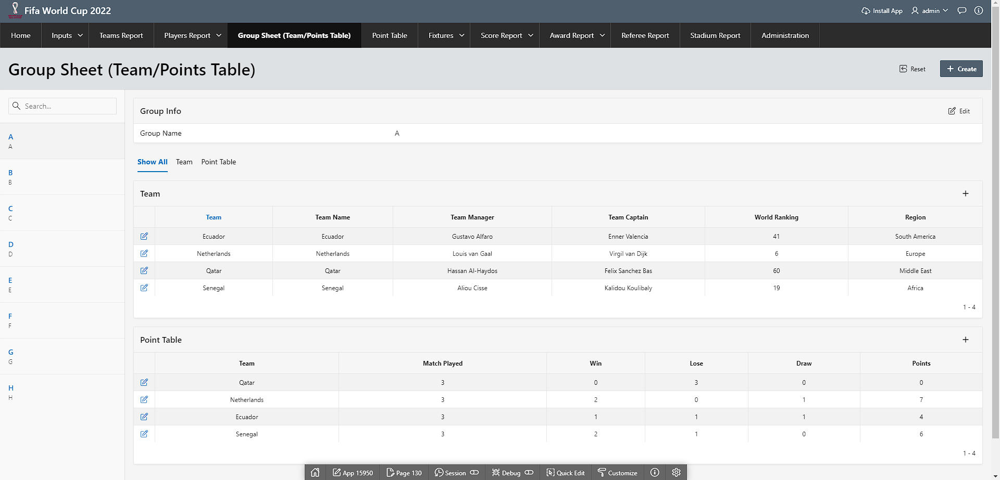 Fifa World Cup 2022
Install App admin
Home Inputs Teams Report Players Report Group Sheet (Team/Points Table) Point Table Fixtures Score Report Award Report Referee Report Stadium Report Administration
Group Sheet (Team/Points Table)
Reset + Create
Search...
A
A
B
B
C
C
D
D
E
E
F
F
G
G
H
H
Group Info
Edit
Group Name A
Show All Team Point Table
Team
Team Team Name Team Manager Team Captain World Ranking Region
Ecuador Ecuador Gustavo Alfaro Enner Valencia 41 South America
Netherlands Netherlands Louis van Gaal Virgil van Dijk 6 Europe
Qatar Qatar Hassan Al-Haydos Felix Sanchez Bas 60 Middle East
Senegal Senegal Aliou Cisse Kalidou Koulibaly 19 Africa
1 - 4
Point Table
Team Match Played Win Lose Draw Points
Qatar 3 0 3 0 0
Netherlands 3 2 0 1 7
Ecuador 3 1 1 1 4
Senegal 3 2 1 0 6
1 - 4
App 15950 Page 130 Session Debug Quick Edit Customize